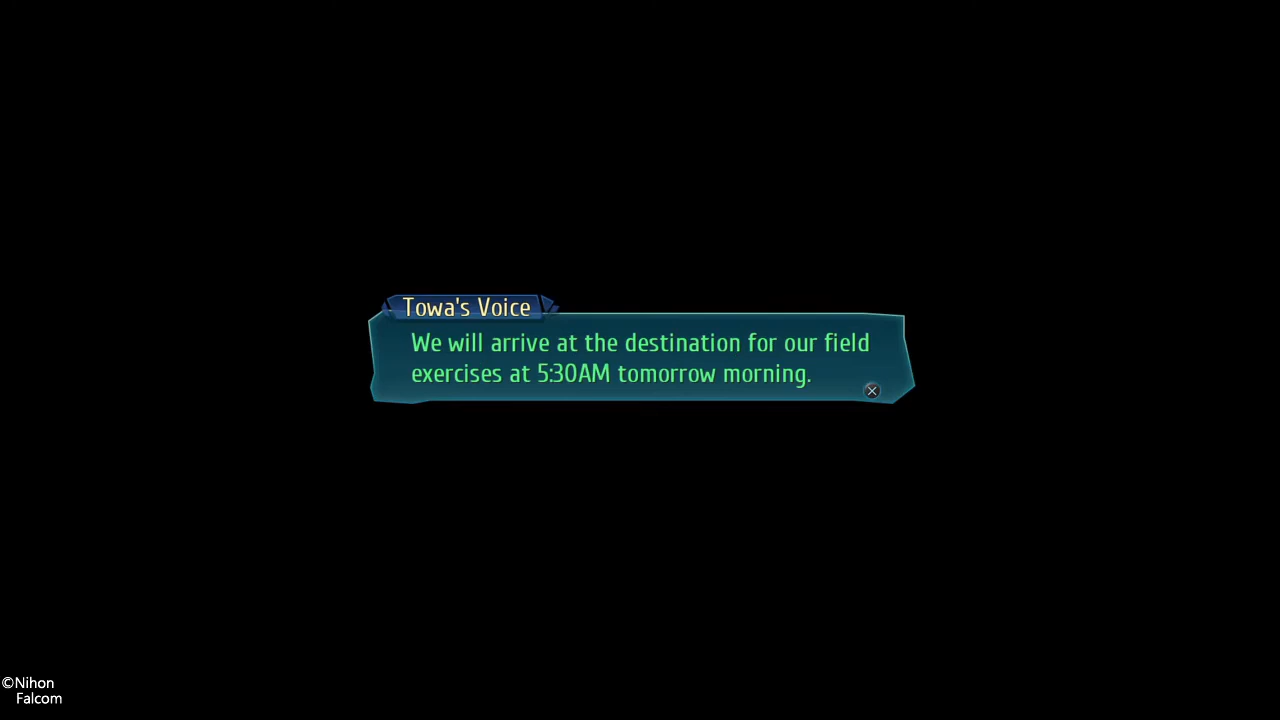 Towa's Voice
We will arrive at the destination for our field
exercises at 5:30AM tomorrow morning.
©Nihon
Falcom